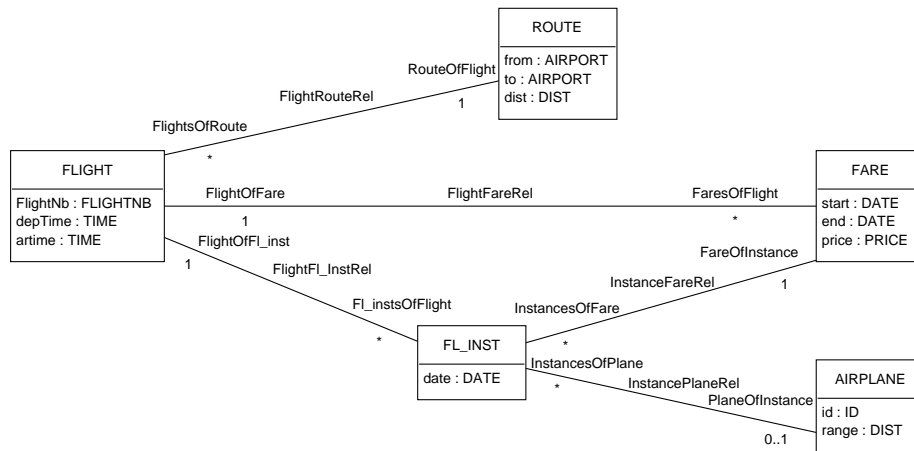 ROUTE
from : AIRPORT
to : AIRPORT
dist : DIST
RouteOfFlight
1
FlightRouteRel
FlightsOfRoute
*
FLIGHT
FlightNb : FLIGHTNB
depTime : TIME
artime : TIME
FlightOfFare
1
FlightFareRel
FaresOfFlight
*
FARE
start : DATE
end : DATE
price : PRICE
FlightOfFl_inst
1
FlightFl_InstRel
Fl_instsOfFlight
*
FareOfInstance
1
InstanceFareRel
InstancesOfFare
*
FL_INST
date : DATE
InstancesOfPlane
*
InstancePlaneRel
PlaneOfInstance
0..1
AIRPLANE
id : ID
range : DIST